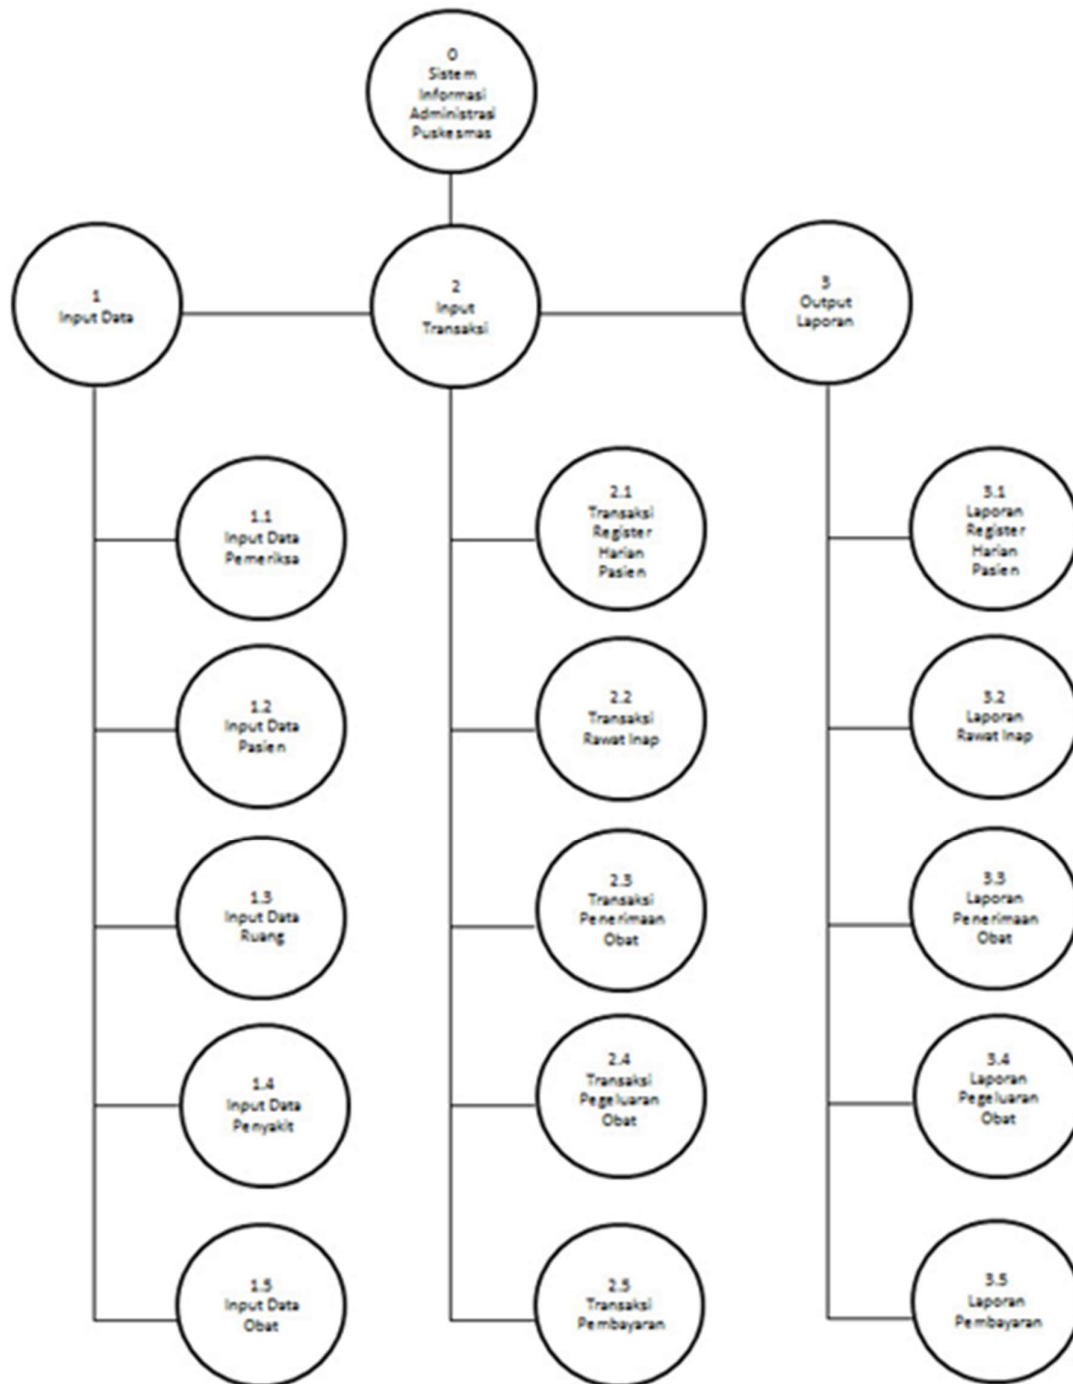 0
Sistem
Informasi
Administrasi
Puskesmas
1
Input Data
2
Input
Transaksi
3
Output
Laporan
1.1
Input Data
Pemeriksa
2.1
Transaksi
Register
Harian
Pasien
3.1
Laporan
Register
Harian
Pasien
1.2
Input Data
Pasien
2.2
Transaksi
Rawat Inap
3.2
Laporan
Rawat Inap
1.3
Input Data
Ruang
2.3
Transaksi
Penerimaan
Obat
3.3
Laporan
Penerimaan
Obat
1.4
Input Data
Penyakit
2.4
Transaksi
Pegeluaran
Obat
3.4
Laporan
Pegeluaran
Obat
1.5
Input Data
Obat
2.5
Transaksi
Pembayaran
3.5
Laporan
Pembayaran